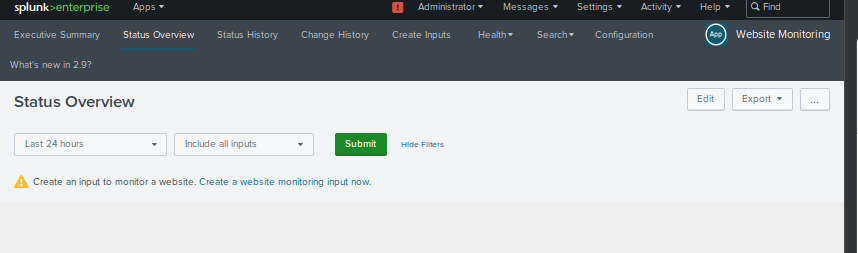 splunk>enterprise Apps Administrator Messages Settings Activity Help Find
Executive Summary Status Overview Status History Change History Create Inputs Health Search Configuration App Website Monitoring
What's new in 2.9?
Status Overview Edit Export ...
Last 24 hours Include all inputs Submit Hide Filters
Create an input to monitor a website. Create a website monitoring input now.